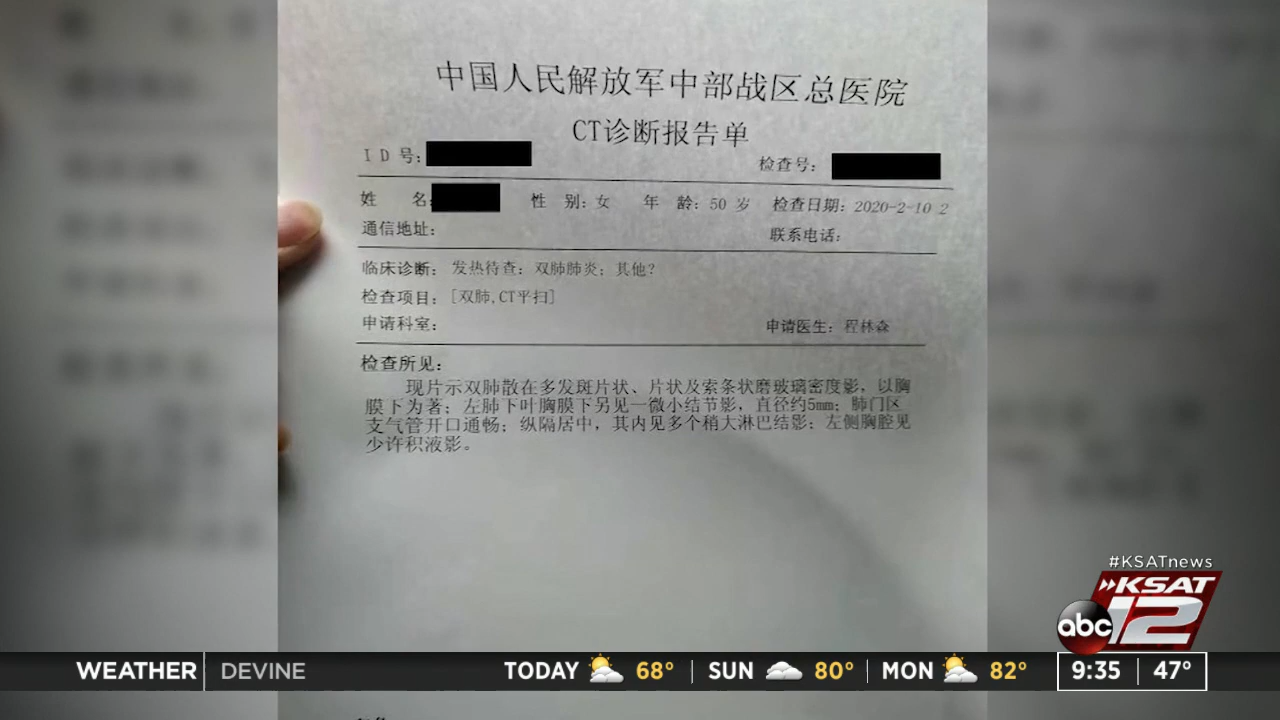 中国人民解放军中部战区总医院
CT诊断报告单
ID号:
检查号:
姓 名: 性 别: 女 年 龄: 50 岁 检查日期: 2020-2-10 2
通信地址:
联系电话:
临床诊断: 发热待查: 双肺肺炎; 其他?
检查项目: [双肺,CT平扫]
申请科室: 申请医生: 程林森
检查所见:
现片示双肺散在多发斑片状、片状及索条状磨玻璃密度影, 以胸
膜下为著; 左肺下叶胸膜下另见一微小结节影, 直径约5mm; 肺门区
支气管开口通畅; 纵隔居中, 其内见多个稍大淋巴结影; 左侧胸腔见
少许积液影。
#KSATnews
KSAT
abc 12
WEATHER DEVINE TODAY 68° SUN 80° MON 82° 9:35 47°